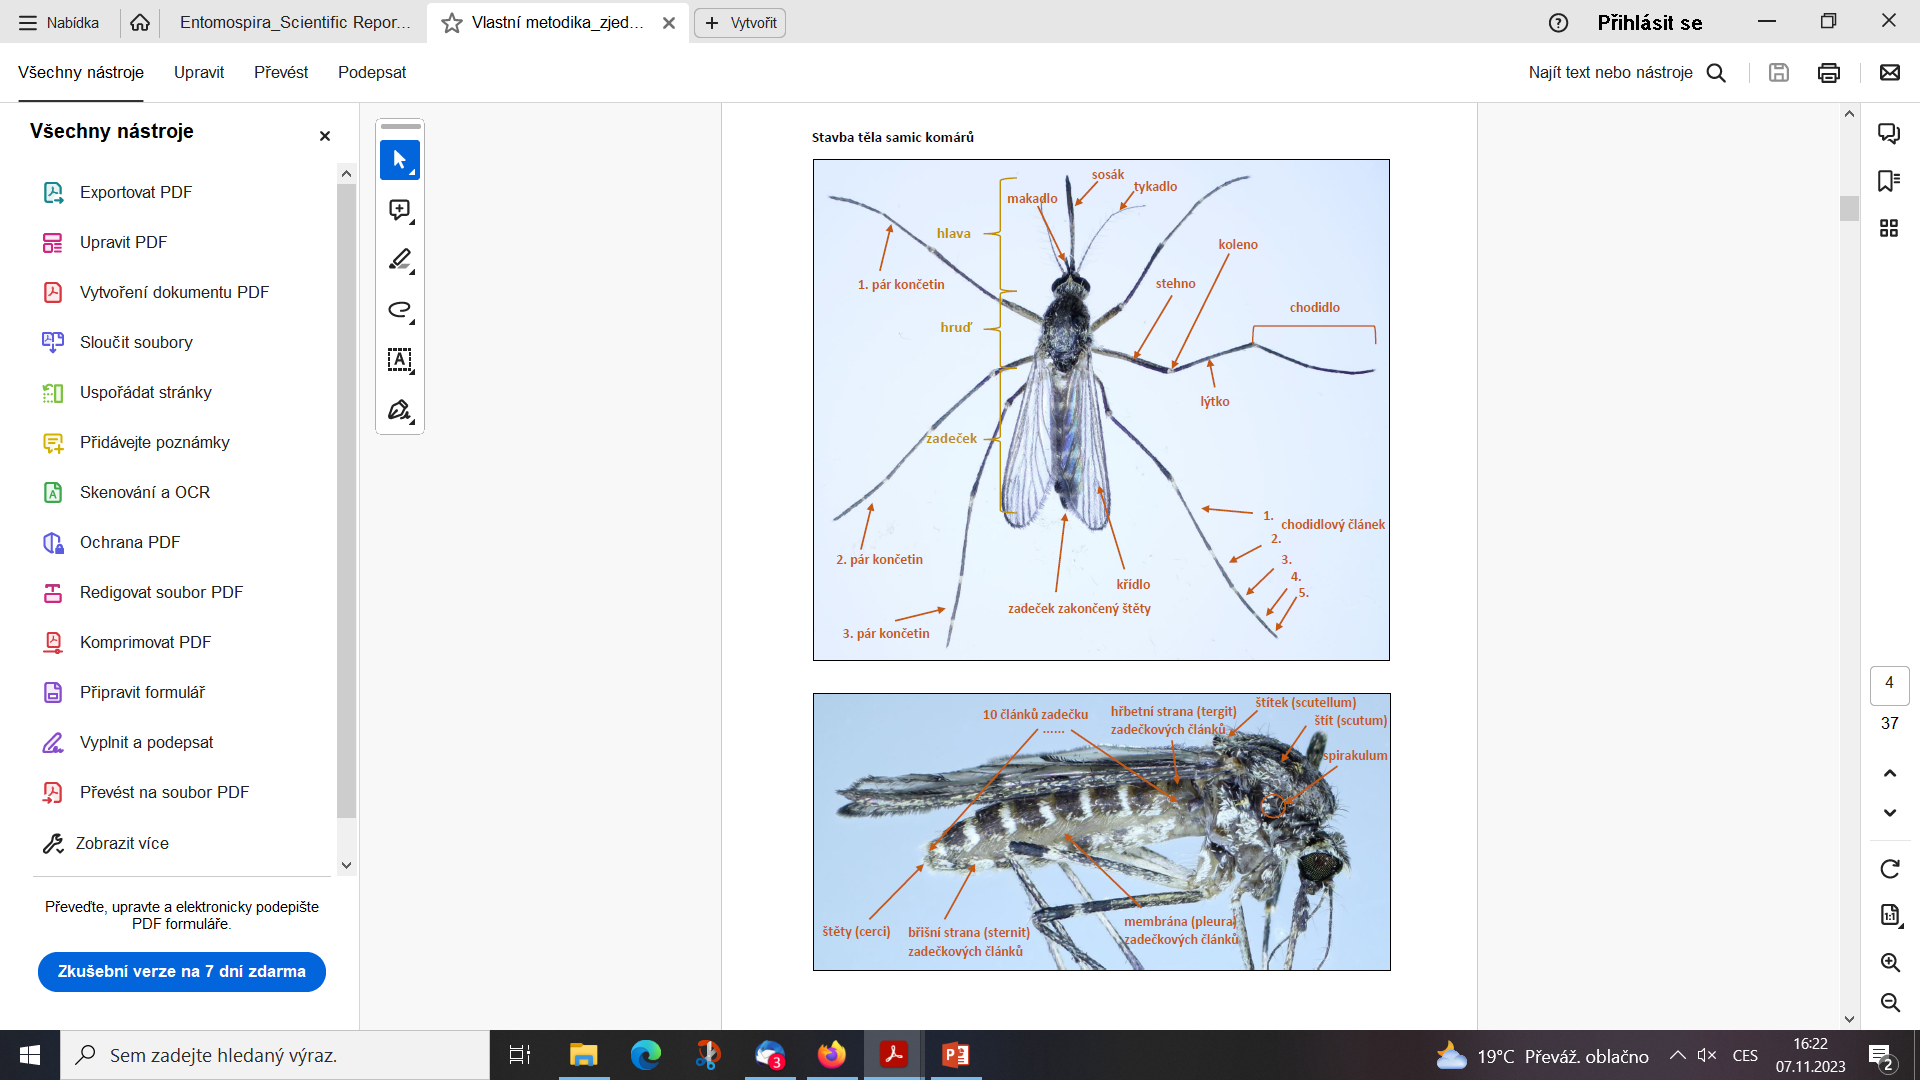 Nabídka
Entomospira_Scientific Repor...
Vlastní metodika_zjed...
Vytvořit
Přihlásit se
Všechny nástroje
Upravit
Převést
Podepsat
Najít text nebo nástroje
Všechny nástroje
Exportovat PDF
Upravit PDF
Vytvoření dokumentu PDF
Sloučit soubory
Uspořádat stránky
Přidávejte poznámky
Skenování a OCR
Ochrana PDF
Redigovat soubor PDF
Komprimovat PDF
Připravit formulář
Vyplnit a podepsat
Převést na soubor PDF
Zobrazit více
Převeďte, upravte a elektronicky podepište
PDF formuláře.
Zkušební verze na 7 dní zdarma
Stavba těla samic komárů
sosák
tykadlo
makadlo
hlava
koleno
1. pár končetin
stehno
chodidlo
hruď
lýtko
zadeček
1.
chodidlový článek
2.
2. pár končetin
3.
4.
křídlo
5.
zadeček zakončený štěty
3. pár končetin
štítek (scutellum)
10 článků zadečku
......
hřbetní strana (tergit)
zadečkových článků
štít (scutum)
spirakulum
štěty (cerci)
břišní strana (sternit)
zadečkových článků
membrána (pleura)
zadečkových článků
4
37
1:1
Sem zadejte hledaný výraz.
3
19°C Převáž. oblačno
CES
16:22
07.11.2023
2